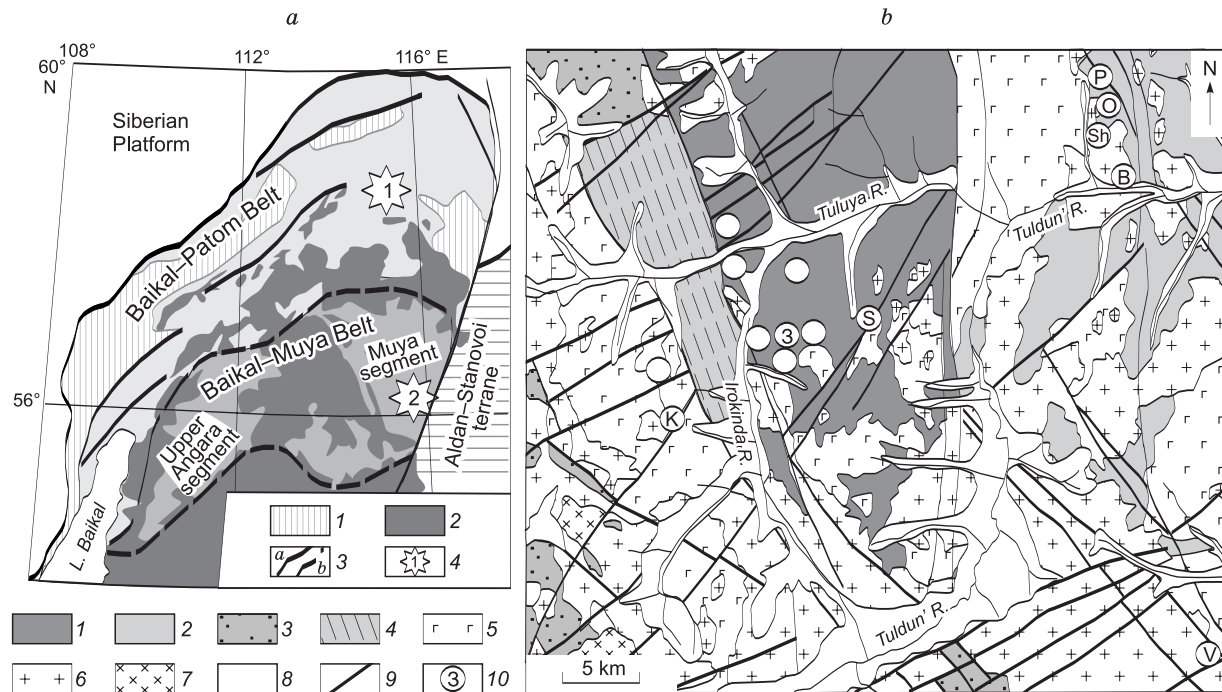 a
b
108°
60°
N
112°
116° E
Siberian
Platform
1
Baikal–Patom Belt
Baikal–Muya Belt
Muya
segment
2
56°
Upper
Angara
segment
Aldan–Stanovoi
terrane
L. Baikal
1
2
a
b
3
1
4
1
2
3
4
5
6
7
8
9
3
10
N
P
O
Sh
B
Tuluya R.
Tuldun' R.
S
3
K
Irokinda R.
Tuldun' R.
V
5 km